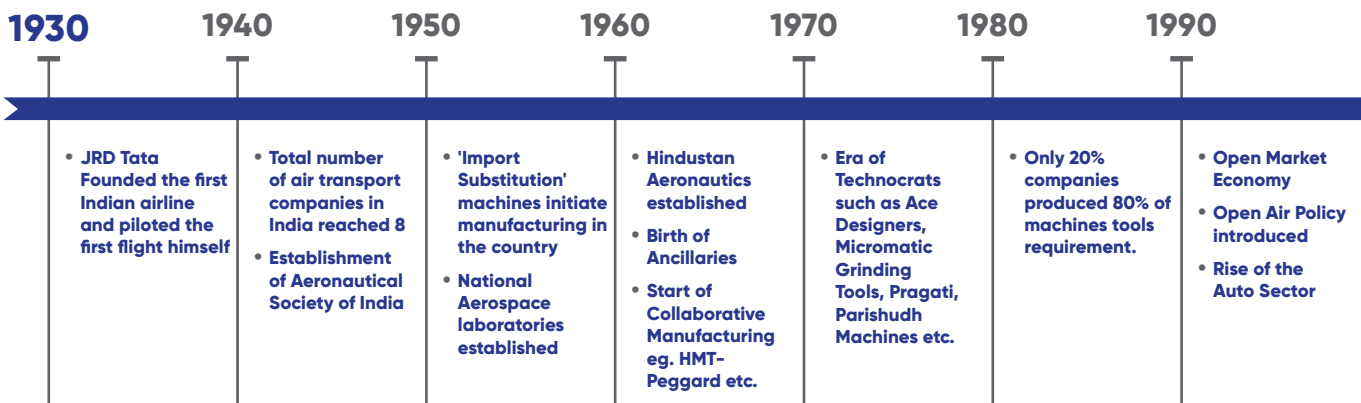 1930
1940
1950
1960
1970
1980
1990
• JRD Tata
Founded the first
Indian airline
and piloted the
first flight himself
• Total number
of air transport
companies in
India reached 8
• Establishment
of Aeronautical
Society of India
• 'Import
Substitution'
machines initiate
manufacturing in
the country
• National
Aerospace
laboratories
established
• Hindustan
Aeronautics
established
• Birth of
Ancillaries
• Start of
Collaborative
Manufacturing
eg. HMT-
Peggard etc.
• Era of
Technocrats
such as Ace
Designers,
Micromatic
Grinding
Tools, Pragati,
Parishudh
Machines etc.
• Only 20%
companies
produced 80% of
machines tools
requirement.
• Open Market
Economy
• Open Air Policy
introduced
• Rise of the
Auto Sector